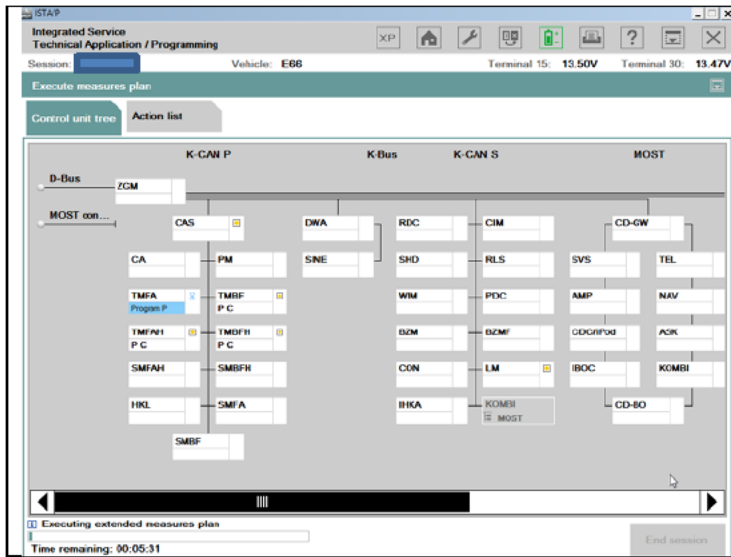 ISTA/P
Integrated Service
Technical Application / Programming
XP
Session:
Vehicle: E66
Terminal 15: 13.50V
Terminal 30: 13.47V
Execute measures plan
Control unit tree
Action list
K-CAN P
K-Bus
K-CAN S
MOST
D-Bus
ZGM
MOST con...
CAS
DWA
RDC
CIM
CD-GW
CA
PM
SINE
SHD
RLS
SVS
TEL
TMFA
Program P
TMBF
P C
WIM
PDC
AMP
NAV
TMFAH
P C
TMBFH
P C
BZM
BZMF
CDC/iPod
ASK
SMFAH
SMBFH
CON
LM
IBOC
KOMBI
HKL
SMFA
IHKA
KOMBI
MOST
CD-BO
SMBF
Executing extended measures plan
Time remaining: 00:05:31
End session